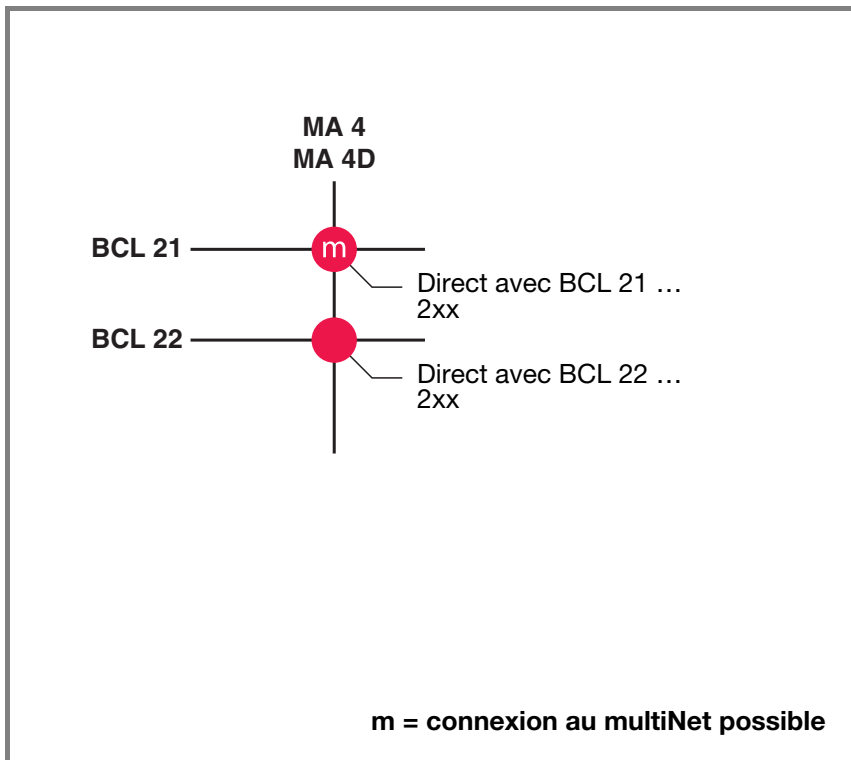 MA 4
MA 4D
BCL 21
m
Direct avec BCL 21 …
2xx
BCL 22
Direct avec BCL 22 …
2xx
m = connexion au multiNet possible